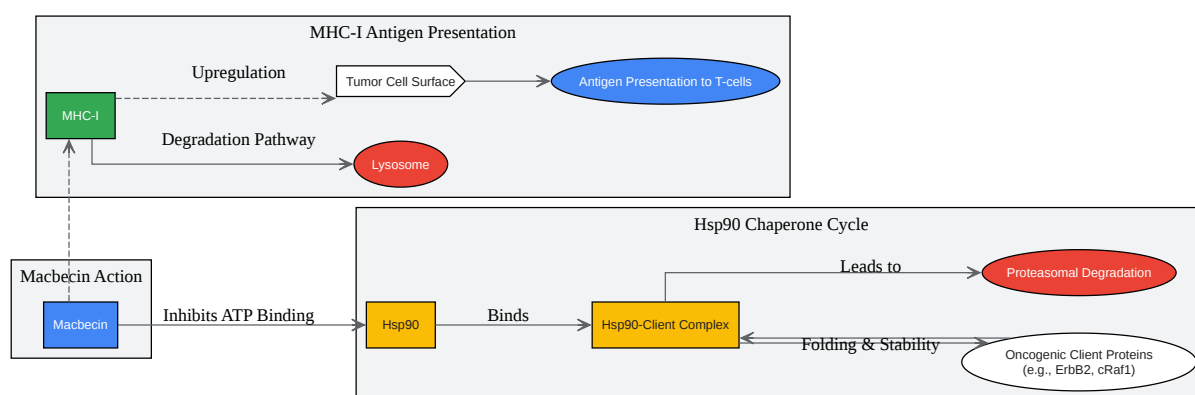 MHC-I Antigen Presentation
Upregulation
Tumor Cell Surface
Antigen Presentation to T-cells
MHC-I
Degradation Pathway
Lysosome
Hsp90 Chaperone Cycle
Macbecin Action
Leads to
Proteasomal Degradation
Macbecin
Inhibits ATP Binding
Hsp90
Binds
Hsp90-Client Complex
Folding & Stability
Oncogenic Client Proteins
(e.g., ErbB2, cRaf1)